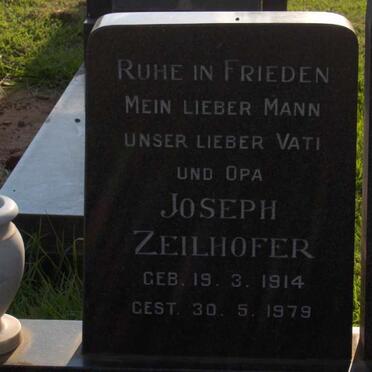 RUHE IN FRIEDEN
MEIN LIEBER MANN
UNSER LIEBER VATI
UND OPA
JOSEPH
ZEILHOFER
GEB. 19. 3. 1914
GEST. 30. 5. 1979